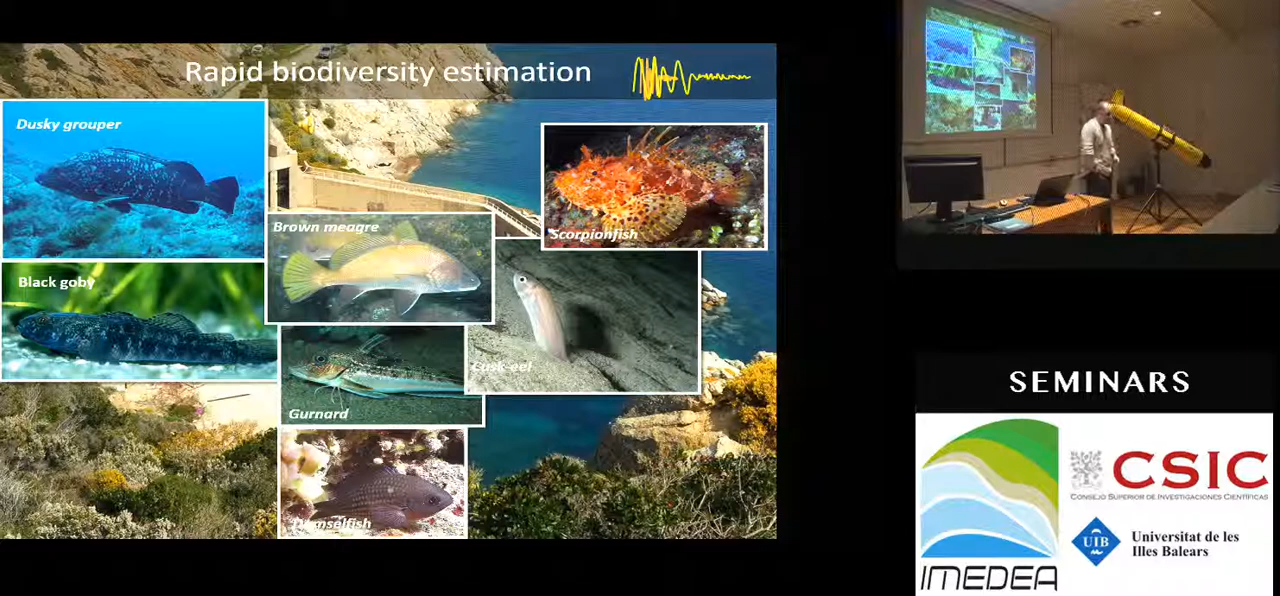 Rapid biodiversity estimation
Dusky grouper
Scorpionfish
Brown meagre
Black goby
Cusk-eel
Gurnard
Damselfish
SEMINARS
IMEDEA
CSIC
CONSEJO SUPERIOR DE INVESTIGACIONES CIENTÍFICAS
UIB
Universitat de les
Illes Balears